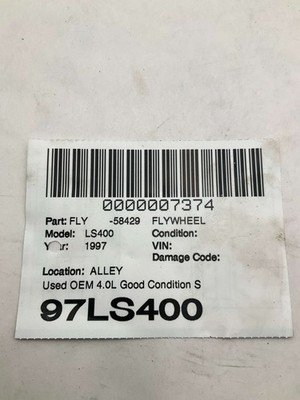 0000007374
Part: FLY -58429 FLYWHEEL
Model: LS400 Condition:
Year: 1997 VIN:
Damage Code:
Location: ALLEY
Used OEM 4.0L Good Condition S
97LS400